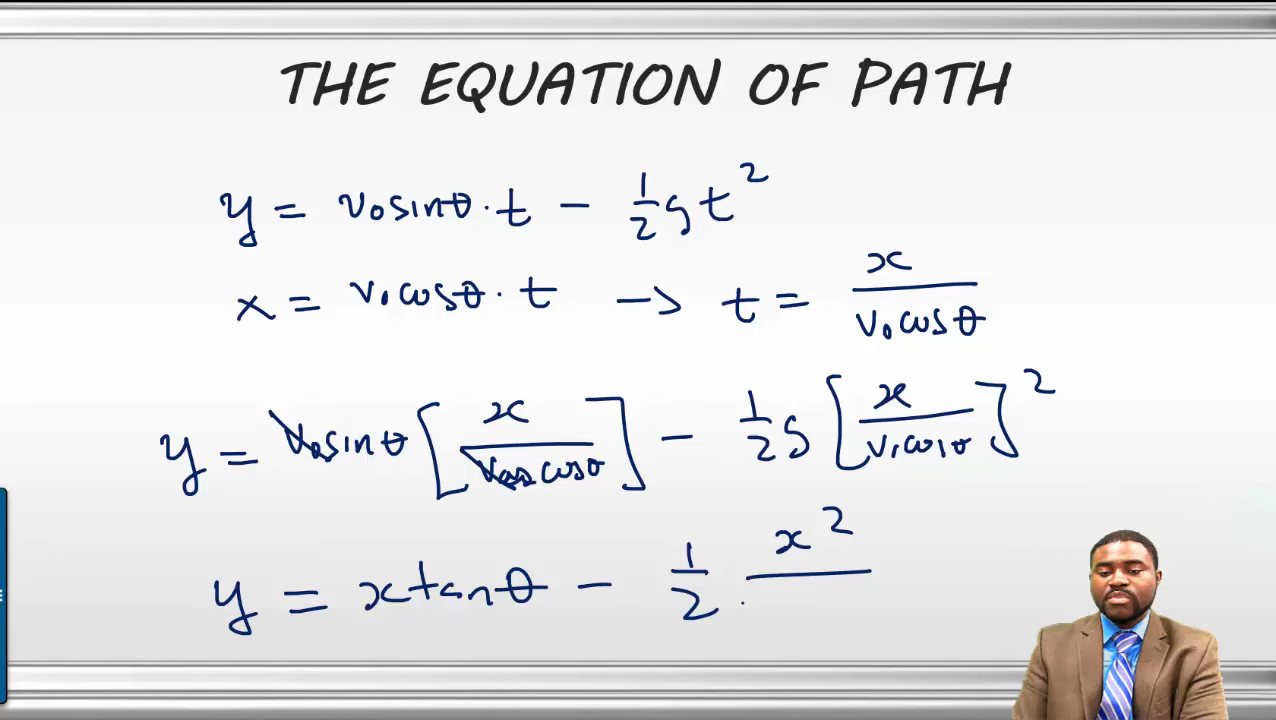 THE EQUATION OF PATH
y = v₀sinθ·t − ½gt²
x = v₀cosθ·t → t = x/(v₀cosθ)
y = v₀sinθ[x/(v₀cosθ)] − ½g[x/(v₀cosθ)]²
y = xtanθ − ½ x²/